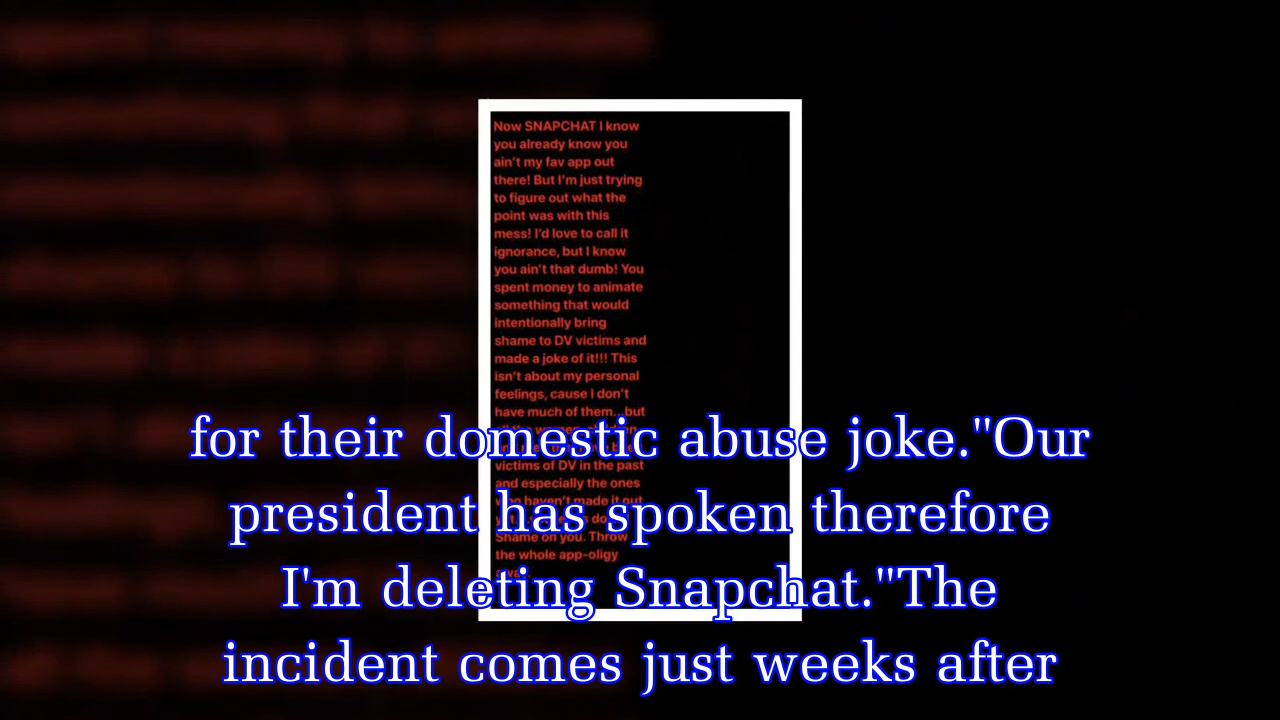 Now SNAPCHAT I know
you already know you
ain't my fav app out
there! But I'm just trying
to figure out what the
point was with this
mess! I'd love to call it
ignorance, but I know
you ain't that dumb! You
spent money to animate
something that would
intentionally bring
shame to DV victims and
made a joke of it!!! This
isn't about my personal
feelings, cause I don't
have much of them...but
victims of DV in the past
and especially the ones
haven't made it out
Shame on you. Throw
the whole app-oligy
for their domestic abuse joke."Our
president has spoken therefore
I'm deleting Snapchat."The
incident comes just weeks after